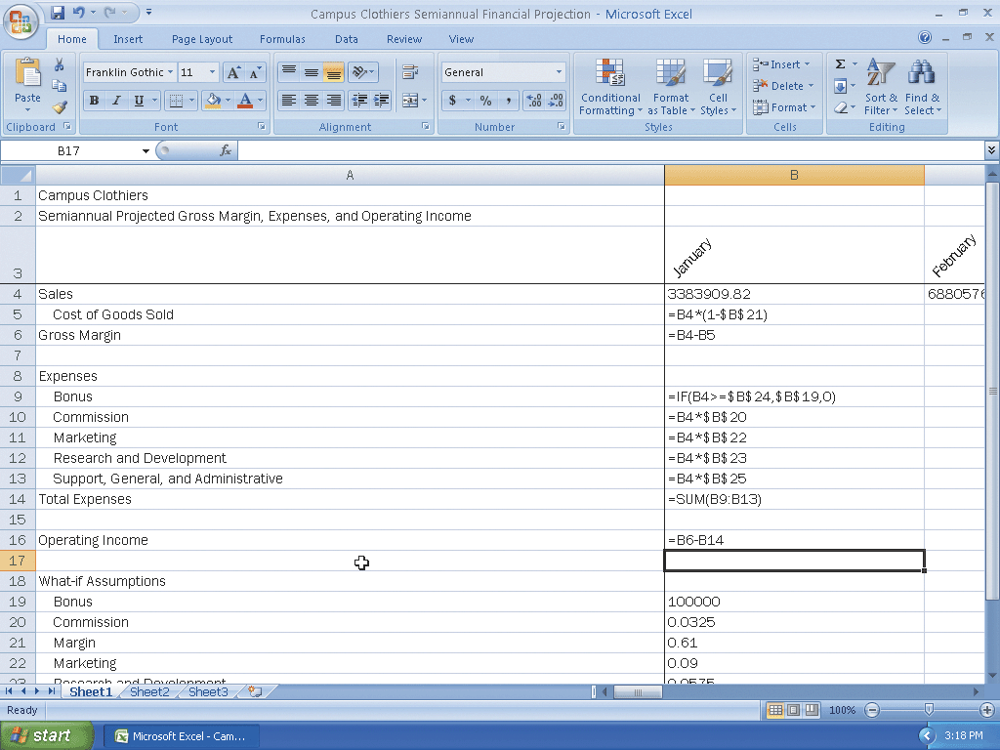 Campus Clothiers Semiannual Financial Projection - Microsoft Excel
Home Insert Page Layout Formulas Data Review View
Paste
Clipboard
Franklin Gothic 11 A A
B I U A
Font
Alignment
General
$ % , .00 .00
Number
Conditional Formatting
Format as Table
Cell Styles
Styles
Insert
Delete
Format
Cells
Σ
Sort & Filter
Find & Select
Editing
B17 fx
A B
1 Campus Clothiers
2 Semiannual Projected Gross Margin, Expenses, and Operating Income
3 January February
4 Sales 3383909.82 6880576
5 Cost of Goods Sold =B4*(1-$B$21)
6 Gross Margin =B4-B5
7
8 Expenses
9 Bonus =IF(B4>=$B$24,$B$19,0)
10 Commission =B4*$B$20
11 Marketing =B4*$B$22
12 Research and Development =B4*$B$23
13 Support, General, and Administrative =B4*$B$25
14 Total Expenses =SUM(B9:B13)
15
16 Operating Income =B6-B14
17
18 What-if Assumptions
19 Bonus 100000
20 Commission 0.0325
21 Margin 0.61
22 Marketing 0.09
23 Research and Development 0.0575
Sheet1 Sheet2 Sheet3
Ready 100%
start Microsoft Excel - Cam... 3:18 PM